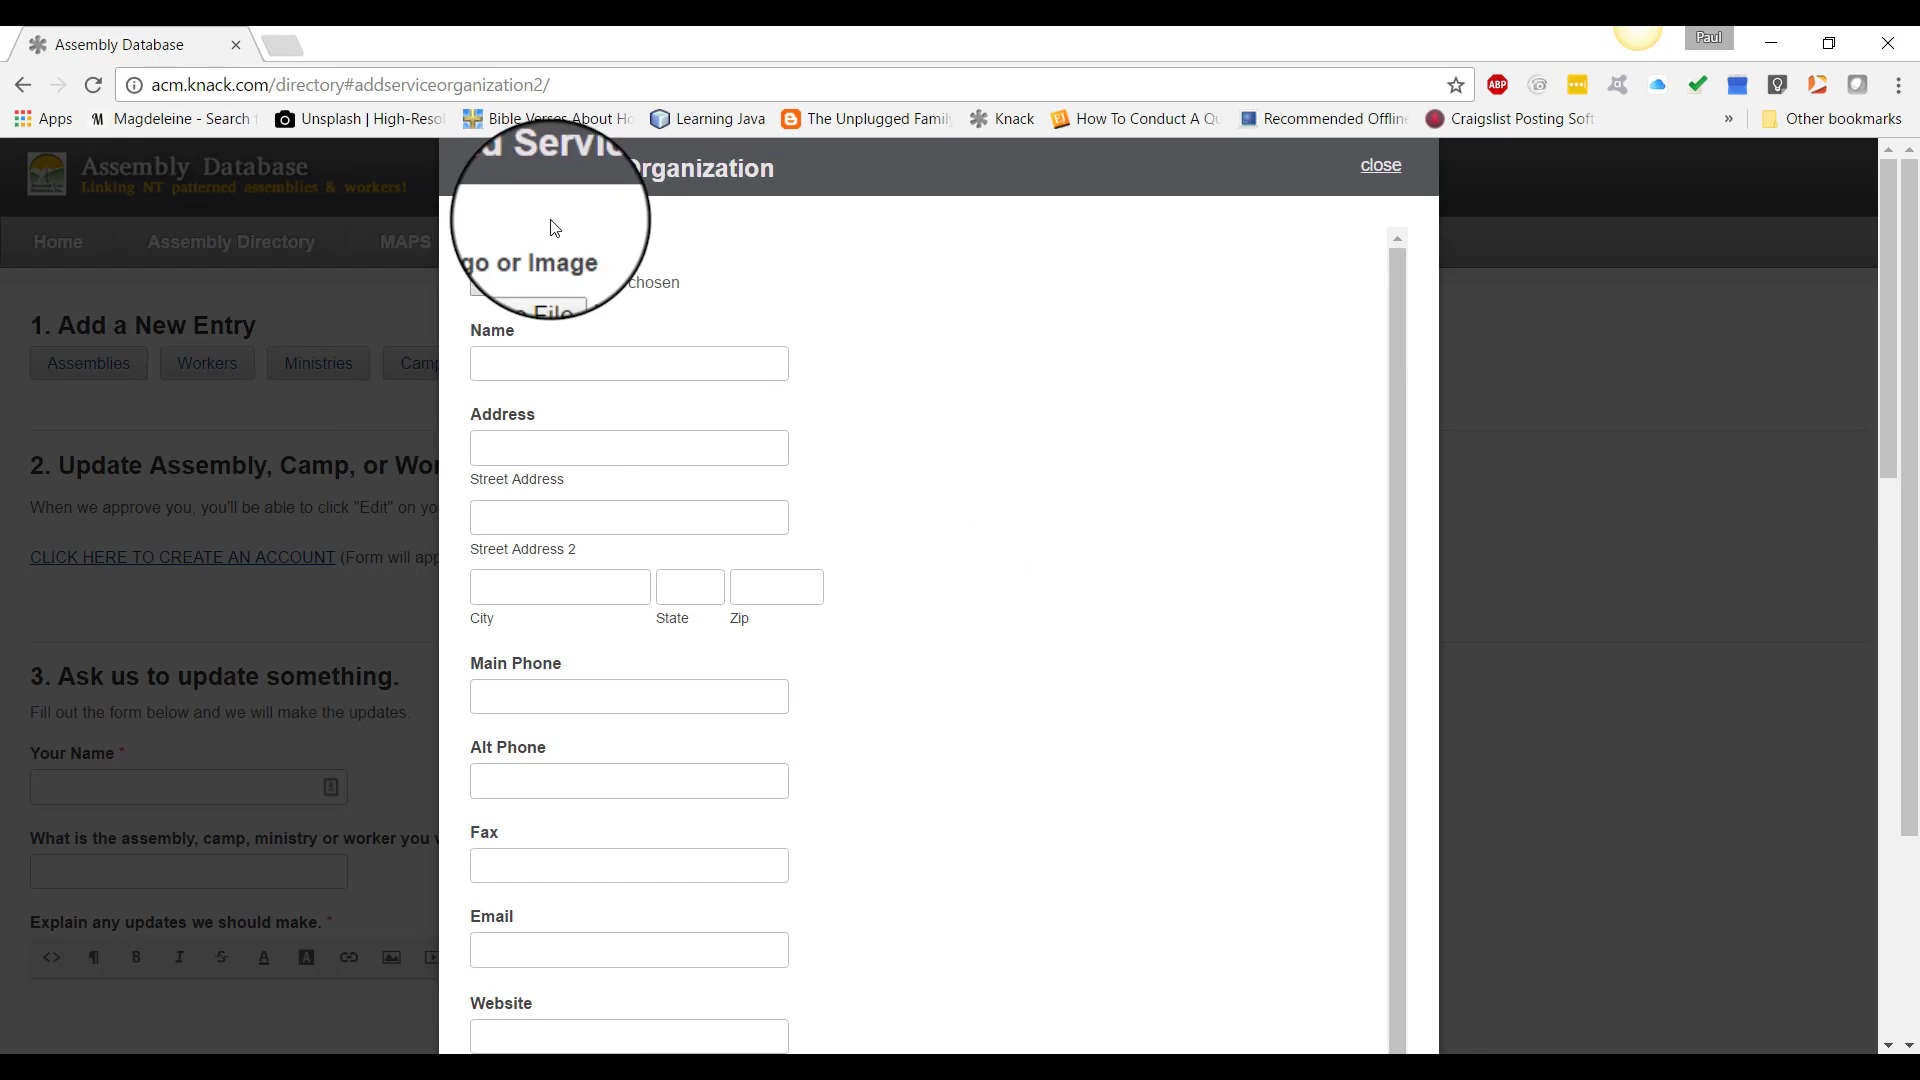 Assembly Database
Paul
acm.knack.com/directory#addserviceorganization2/
ABP
Apps
Magdeleine - Search
Unsplash | High-Resol
Bible Verses About Ho
Learning Java
The Unplugged Family
Knack
How To Conduct A Qu
Recommended Offline
Craigslist Posting Soft
»
Other bookmarks
Assembly Database
Linking NT patterned assemblies & workers!
Home
Assembly Directory
MAPS
d Servic
Organization
close
go or Image
File
chosen
Name
Address
Street Address
Street Address 2
City
State
Zip
Main Phone
Alt Phone
Fax
Email
Website
1. Add a New Entry
Assemblies
Workers
Ministries
Camp
2. Update Assembly, Camp, or Wor
When we approve you, you'll be able to click "Edit" on yo
CLICK HERE TO CREATE AN ACCOUNT (Form will app
3. Ask us to update something.
Fill out the form below and we will make the updates.
Your Name *
What is the assembly, camp, ministry or worker you w
Explain any updates we should make. *